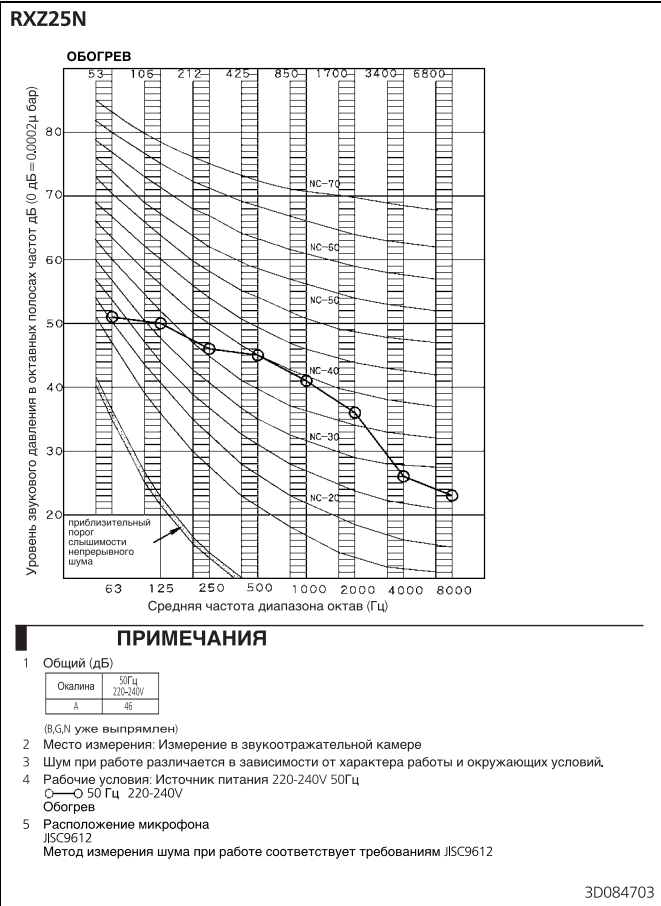 RXZ25N
ОБОГРЕВ
53 106 212 425 850 1700 3400 6800
Уровень звукового давления в октавных полосах частот дБ (0 дБ=0.0002µ бар)
80
70
60
50
40
30
20
NC-70
NC-60
NC-50
NC-40
NC-30
NC-20
приблизительный
порог
слышимости
непрерывного
шума
63 125 250 500 1000 2000 4000 8000
Средняя частота диапазона октав (Гц)
ПРИМЕЧАНИЯ
1 Общий (дБ)
Окалина 50Гц 220-240V
A 46
(B,G,N уже выпрямлен)
2 Место измерения: Измерение в звукоотражательной камере
3 Шум при работе различается в зависимости от характера работы и окружающих условий.
4 Рабочие условия: Источник питания 220-240V 50Гц
50 Гц 220-240V
Обогрев
5 Расположение микрофона
JISC9612
Метод измерения шума при работе соответствует требованиям JISC9612
3D084703